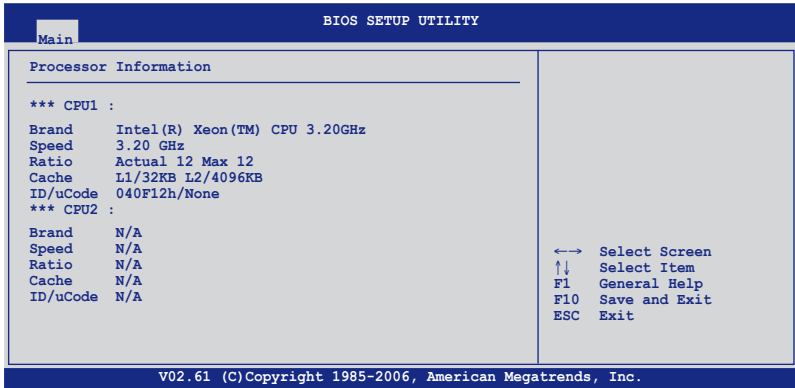 BIOS SETUP UTILITY
Main
Processor Information
*** CPU1 :
Brand Intel(R) Xeon(TM) CPU 3.20GHz
Speed 3.20 GHz
Ratio Actual 12 Max 12
Cache L1/32KB L2/4096KB
ID/uCode 040F12h/None
*** CPU2 :
Brand N/A
Speed N/A
Ratio N/A
Cache N/A
ID/uCode N/A
←→ Select Screen
↑↓ Select Item
F1 General Help
F10 Save and Exit
ESC Exit
V02.61 (C)Copyright 1985-2006, American Megatrends, Inc.